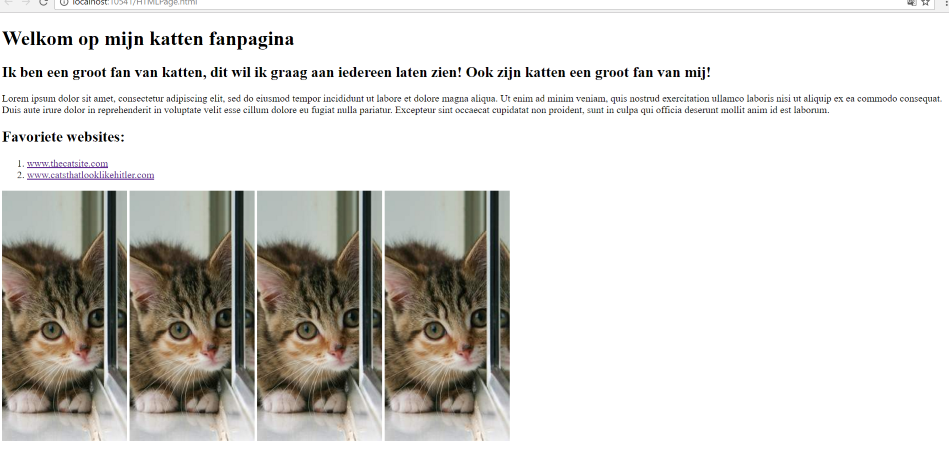 localhost:10541/HTMLPage.html
Welkom op mijn katten fanpagina
Ik ben een groot fan van katten, dit wil ik graag aan iedereen laten zien! Ook zijn katten een groot fan van mij!
Lorem ipsum dolor sit amet, consectetur adipiscing elit, sed do eiusmod tempor incididunt ut labore et dolore magna aliqua. Ut enim ad minim veniam, quis nostrud exercitation ullamco laboris nisi ut aliquip ex ea commodo consequat.
Duis aute irure dolor in reprehenderit in voluptate velit esse cillum dolore eu fugiat nulla pariatur. Excepteur sint occaecat cupidatat non proident, sunt in culpa qui officia deserunt mollit anim id est laborum.
Favoriete websites:
1. www.thecatsite.com
2. www.catsthatlooklikehitler.com